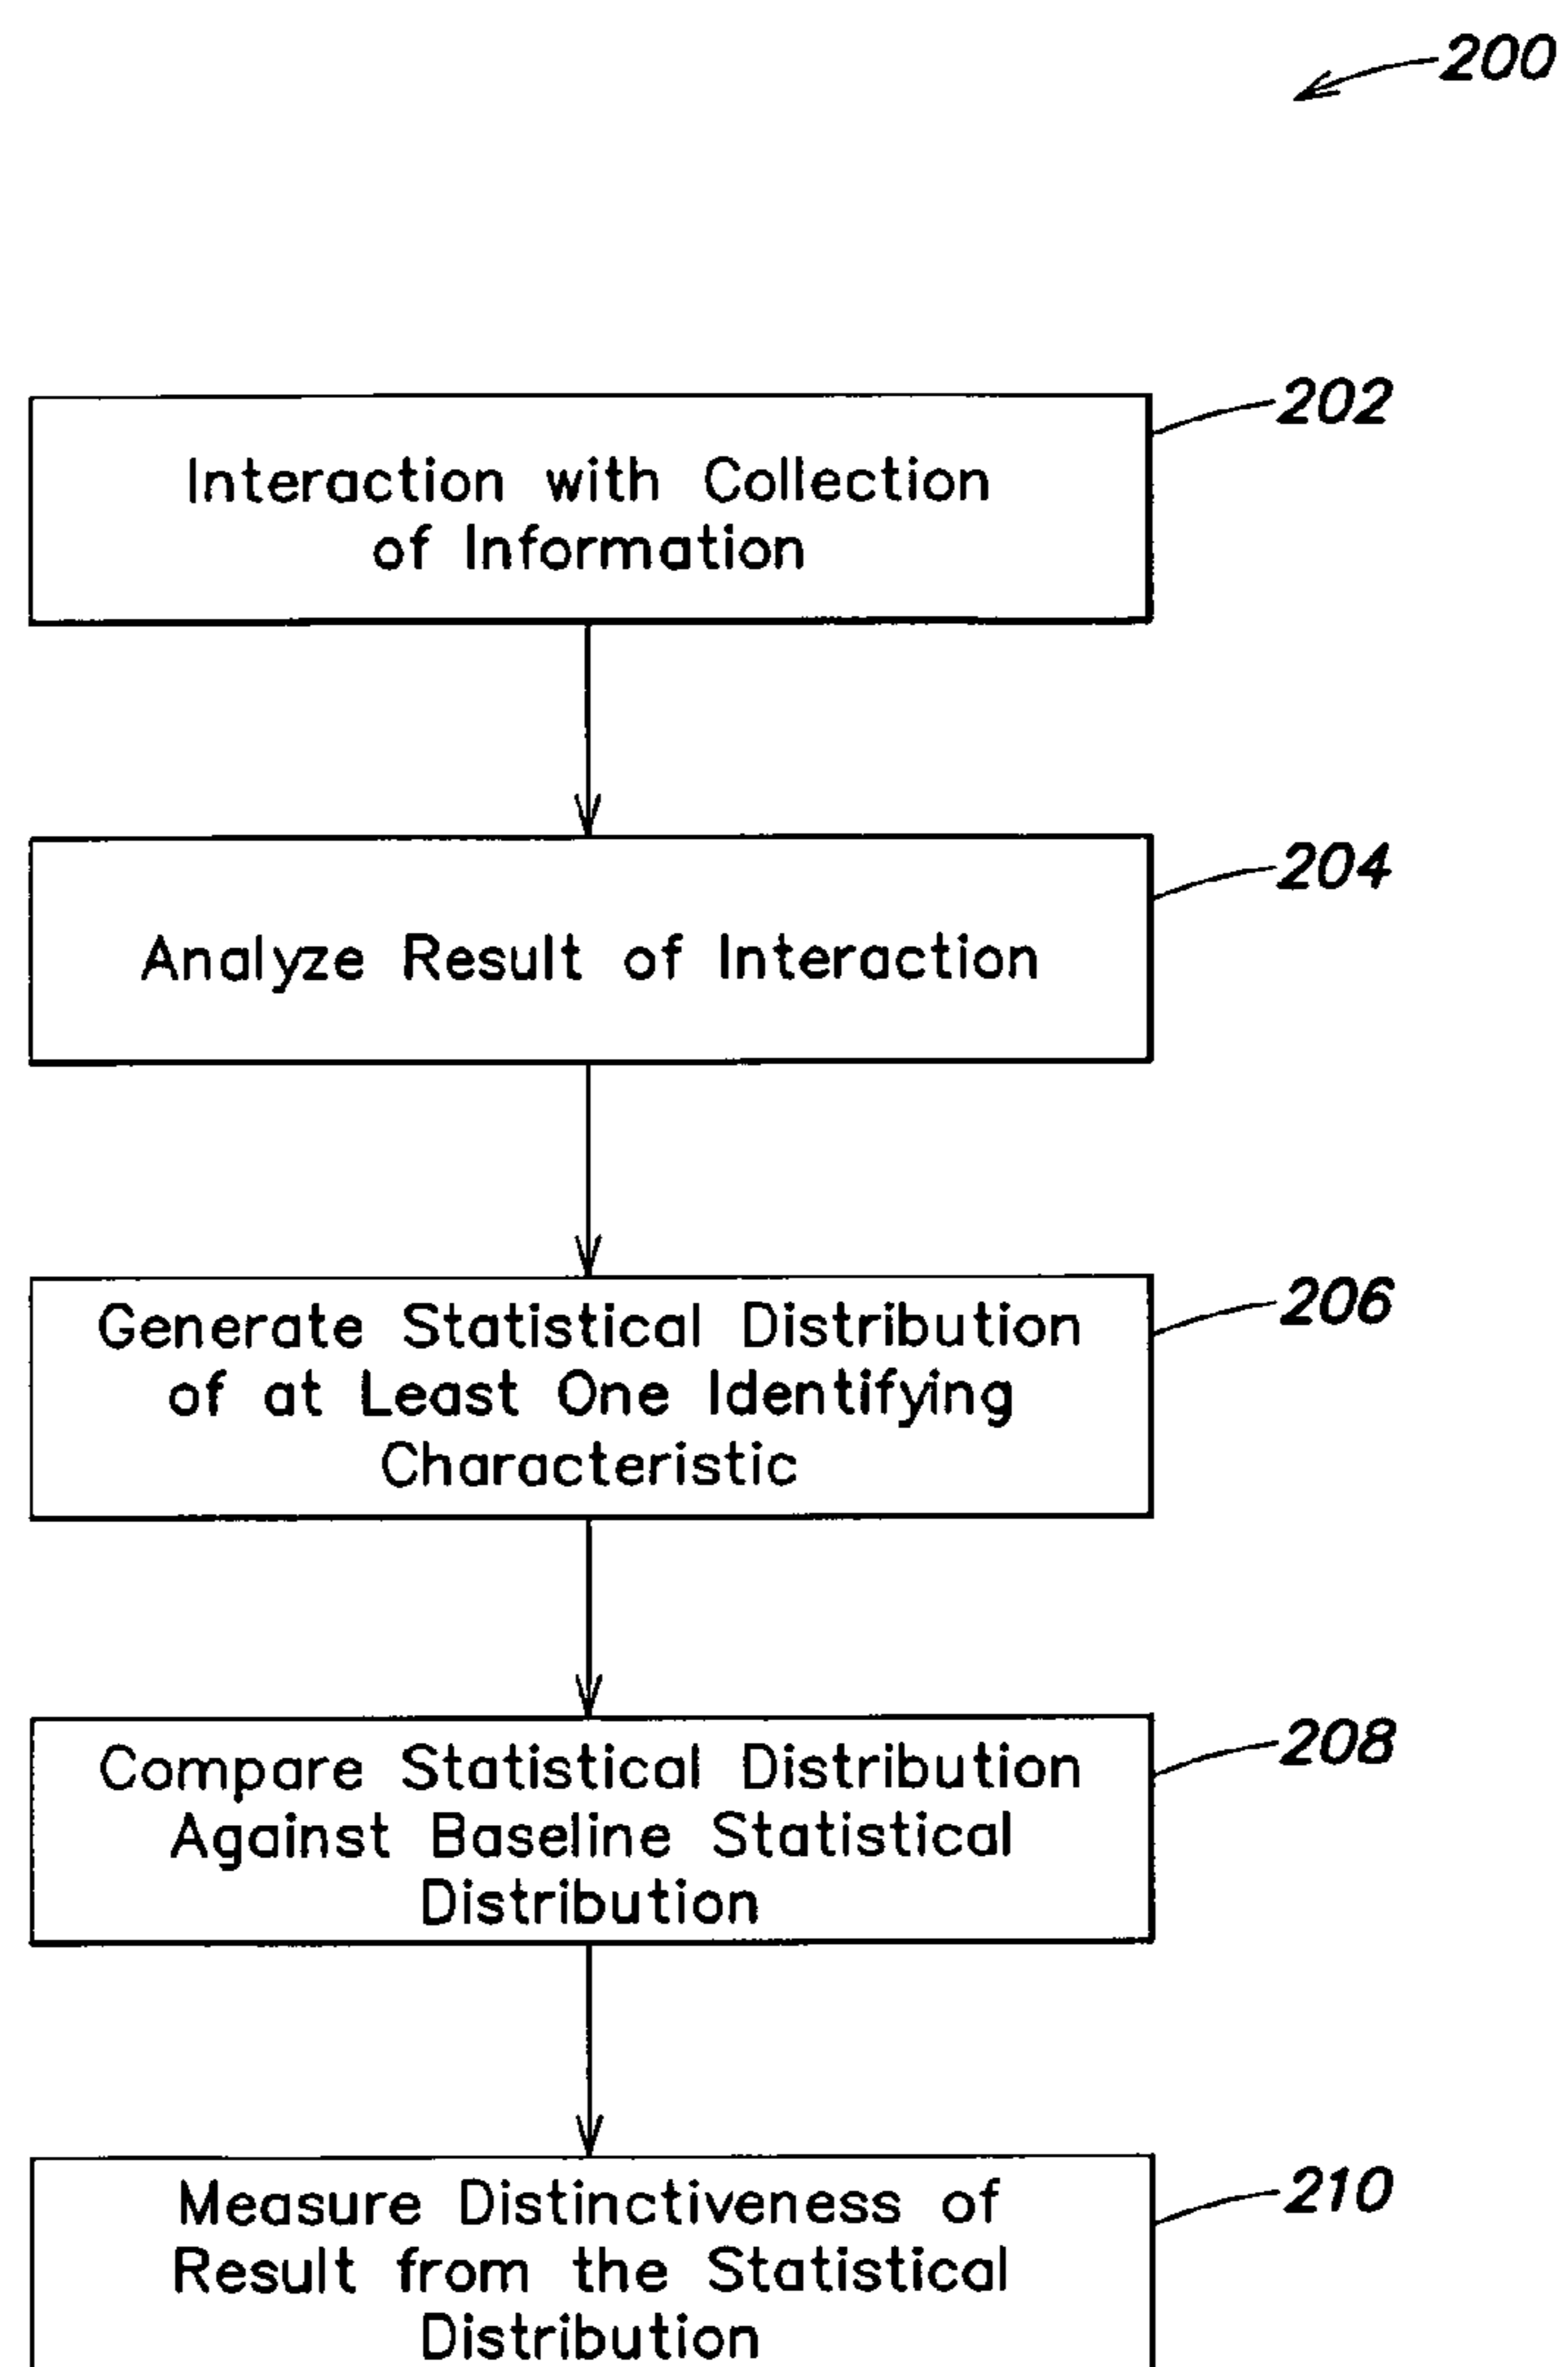 200
202
Interaction with Collection
of Information
204
Analyze Result of Interaction
206
Generate Statistical Distribution
of at Least One Identifying
Characteristic
208
Compare Statistical Distribution
Against Baseline Statistical
Distribution
210
Measure Distinctiveness of
Result from the Statistical
Distribution